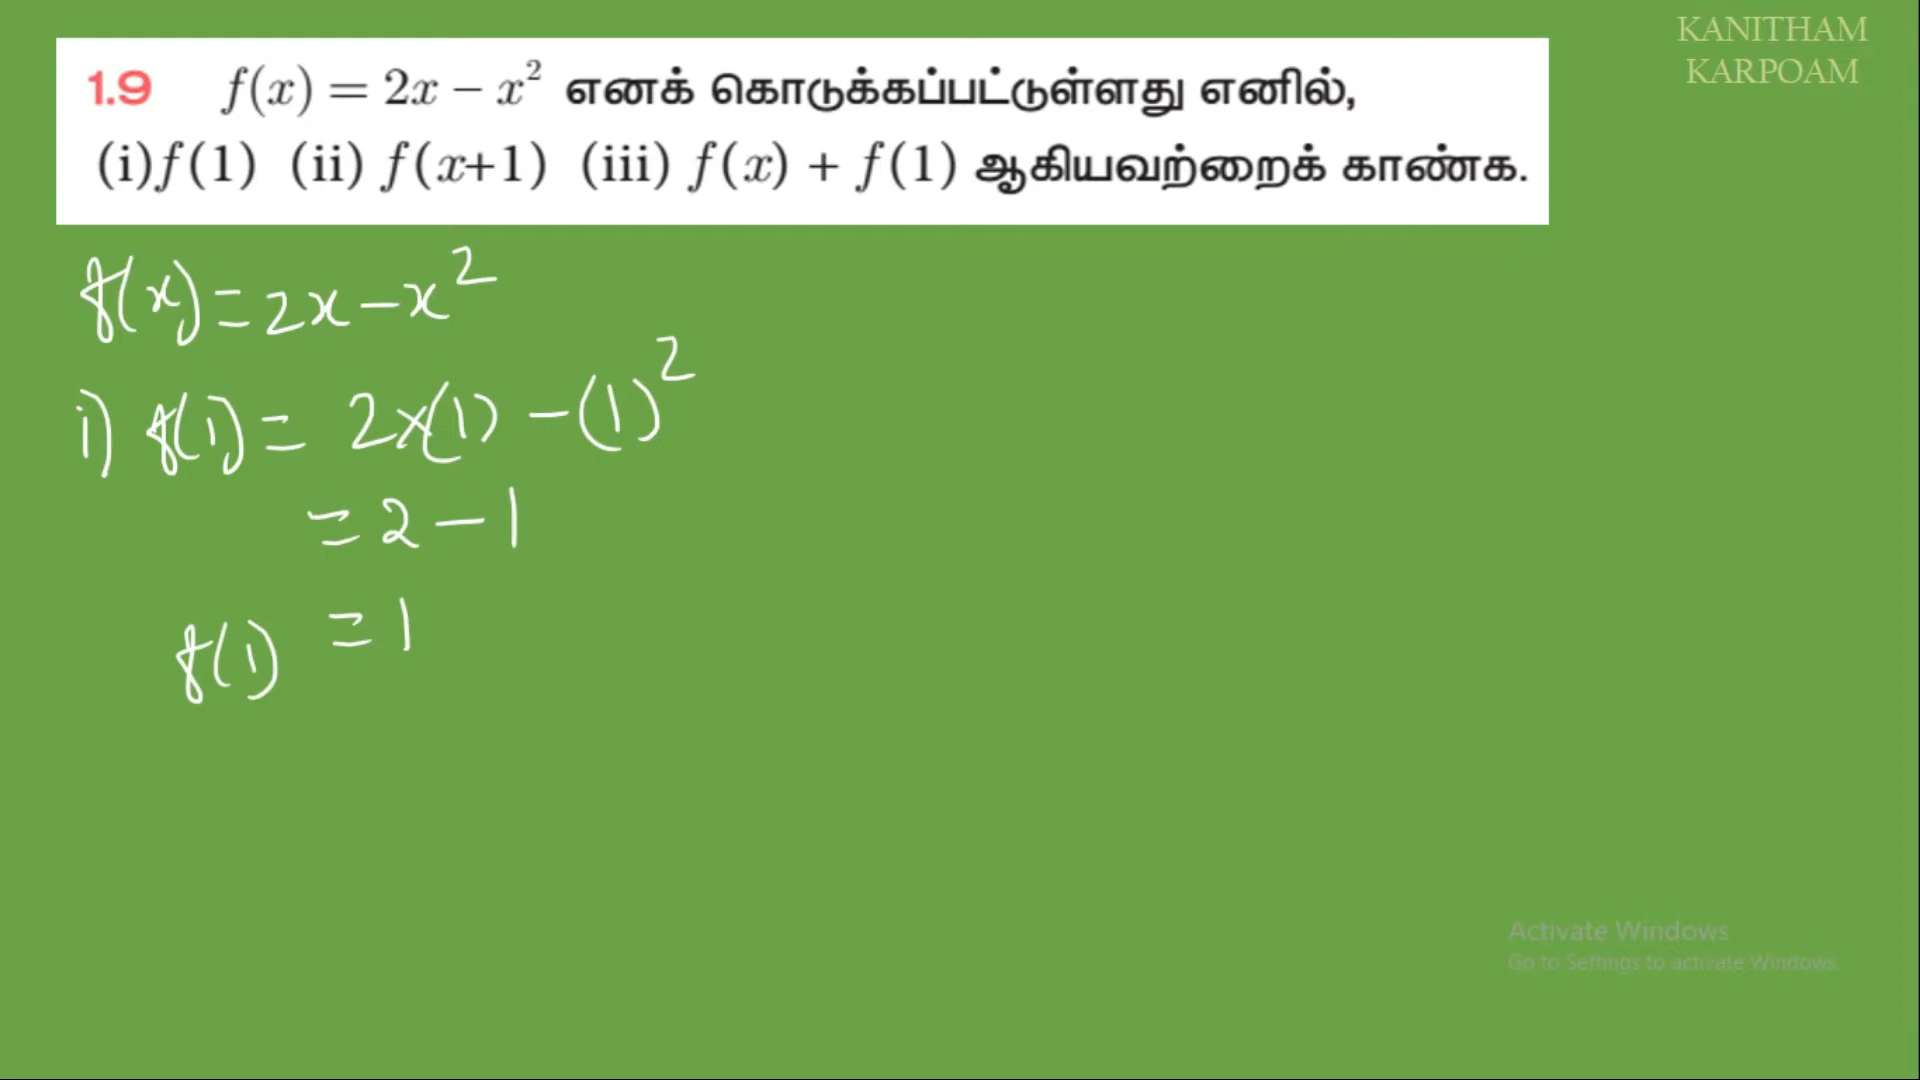 KANITHAM
KARPOAM
1.9 f(x) = 2x − x² எனக் கொடுக்கப்பட்டுள்ளது எனில்,
(i)f(1) (ii) f(x+1) (iii) f(x) + f(1) ஆகியவற்றைக் காண்க.
f(x) = 2x − x²
i) f(1) = 2×(1) − (1)²
= 2 − 1
f(1) = 1
Activate Windows
Go to Settings to activate Windows.